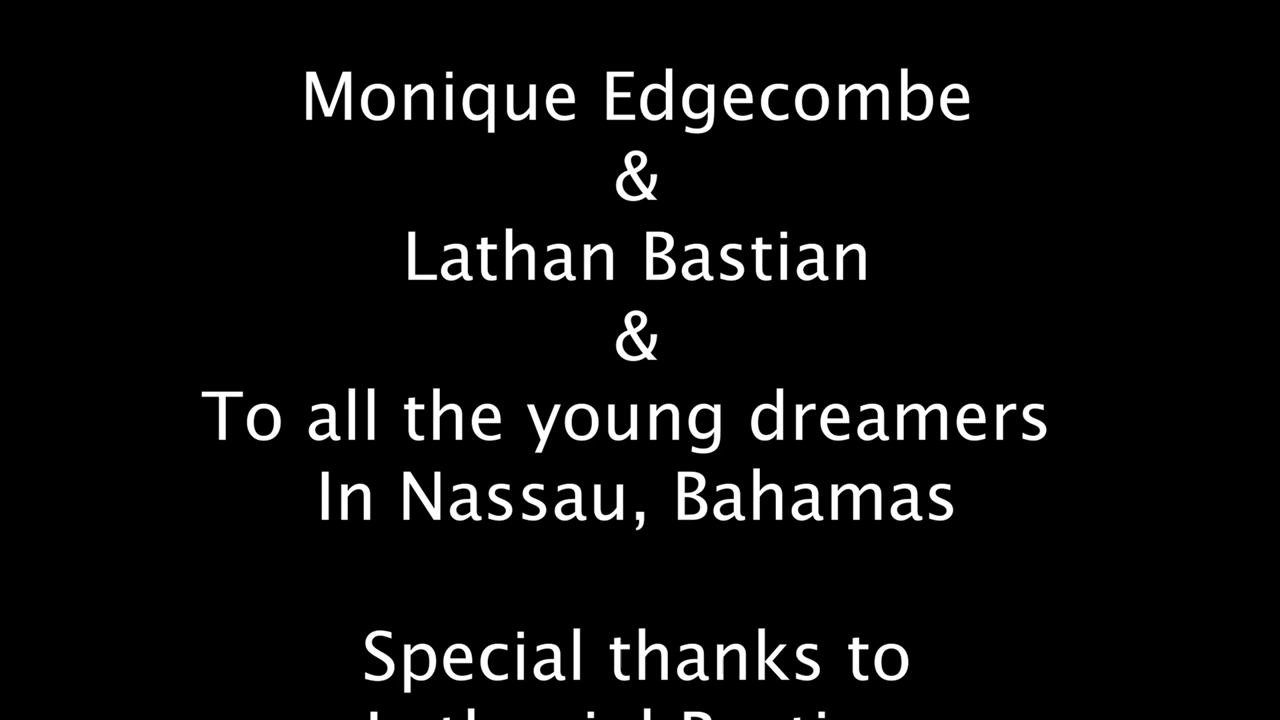 Monique Edgecombe
&
Lathan Bastian
&
To all the young dreamers
In Nassau, Bahamas
Special thanks to